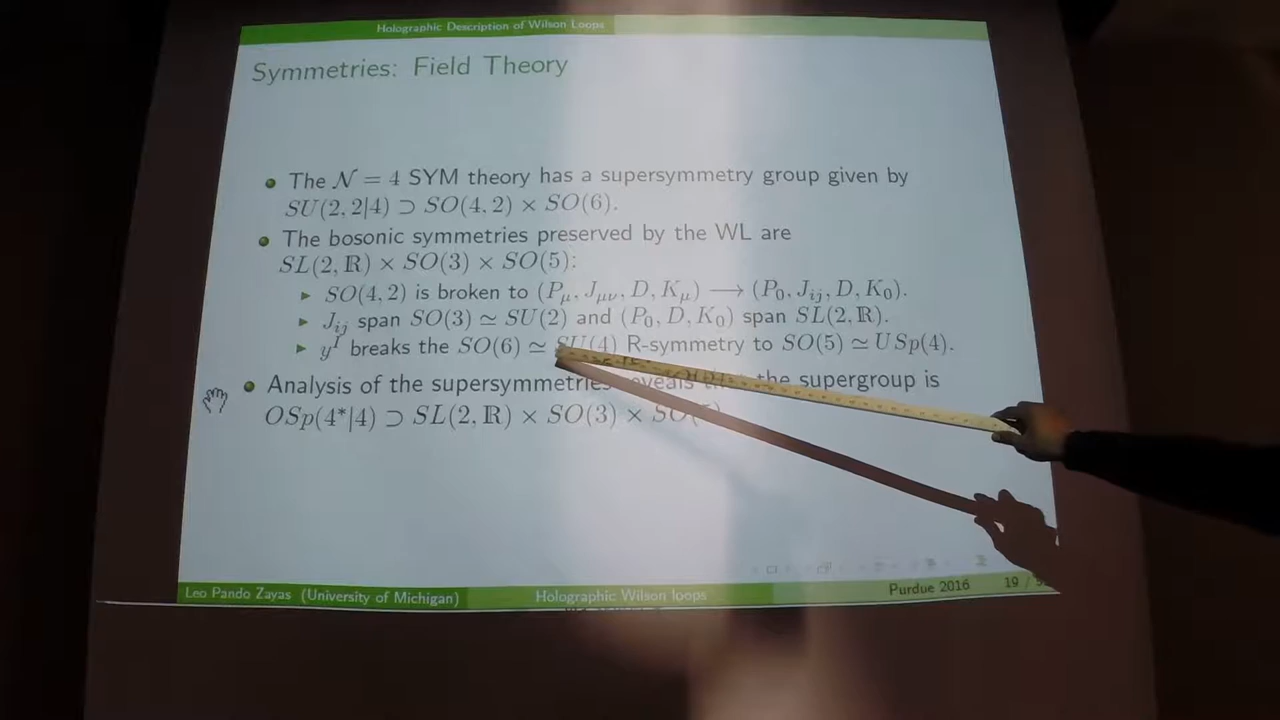 Holographic Description of Wilson Loops
Symmetries: Field Theory
The 𝒩 = 4 SYM theory has a supersymmetry group given by
SU(2, 2|4) ⊃ SO(4, 2) × SO(6).
The bosonic symmetries preserved by the WL are
SL(2, ℝ) × SO(3) × SO(5):
SO(4, 2) is broken to (P_μ, J_μν, D, K_μ) ⟶ (P_0, J_ij, D, K_0).
J_ij span SO(3) ≃ SU(2) and (P_0, D, K_0) span SL(2, ℝ).
y^I breaks the SO(6) ≃ SU(4) R-symmetry to SO(5) ≃ USp(4).
Analysis of the supersymmetries the supergroup is
OSp(4*|4) ⊃ SL(2, ℝ) × SO(3) ×
Leo Pando Zayas (University of Michigan) Holographic Wilson loops Purdue 2016 19 /